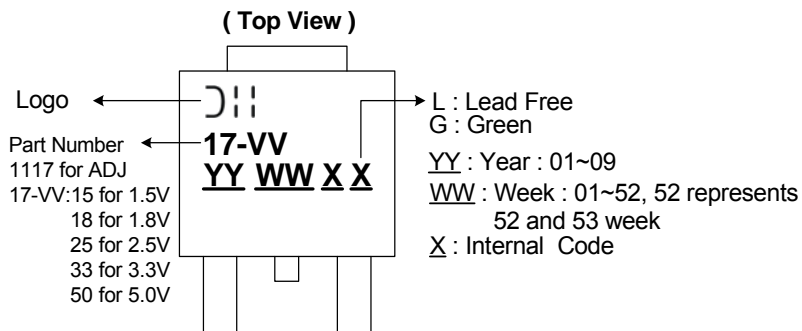 ( Top View )
Logo
Part Number
1117 for ADJ
17-VV:15 for 1.5V
18 for 1.8V
25 for 2.5V
33 for 3.3V
50 for 5.0V
17-VV
YY WW X X
L : Lead Free
G : Green
YY : Year : 01~09
WW : Week : 01~52, 52 represents
52 and 53 week
X : Internal Code